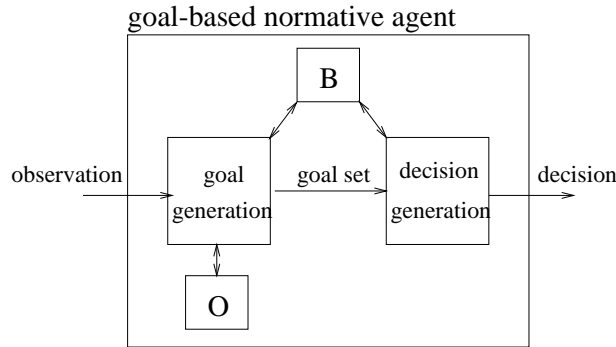 goal-based normative agent
B
observation
goal
generation
goal set
decision
generation
decision
O